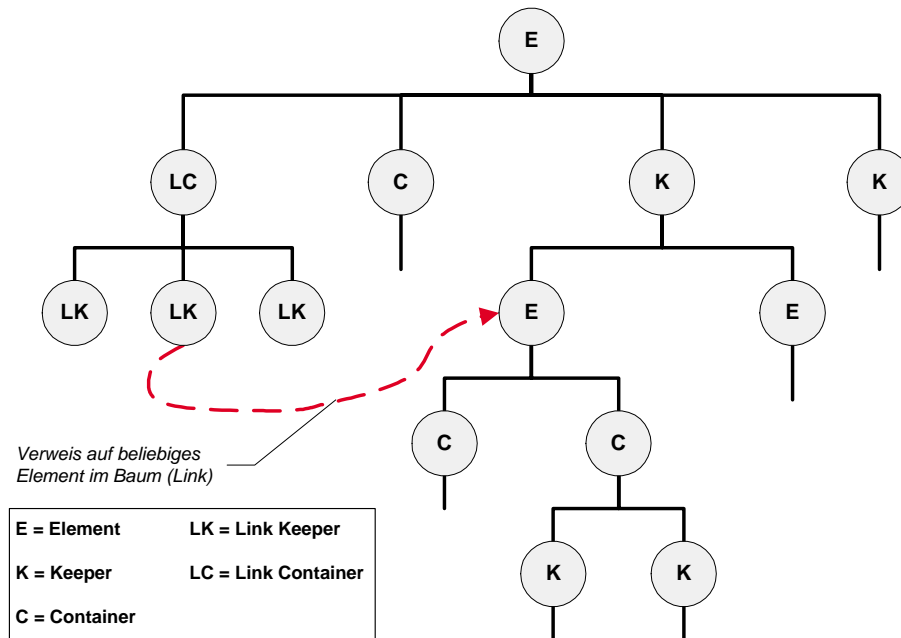 E
LC
C
K
K
LK
LK
LK
E
E
Verweis auf beliebiges
Element im Baum (Link)
C
C
E = Element
LK = Link Keeper
K = Keeper
LC = Link Container
C = Container
K
K